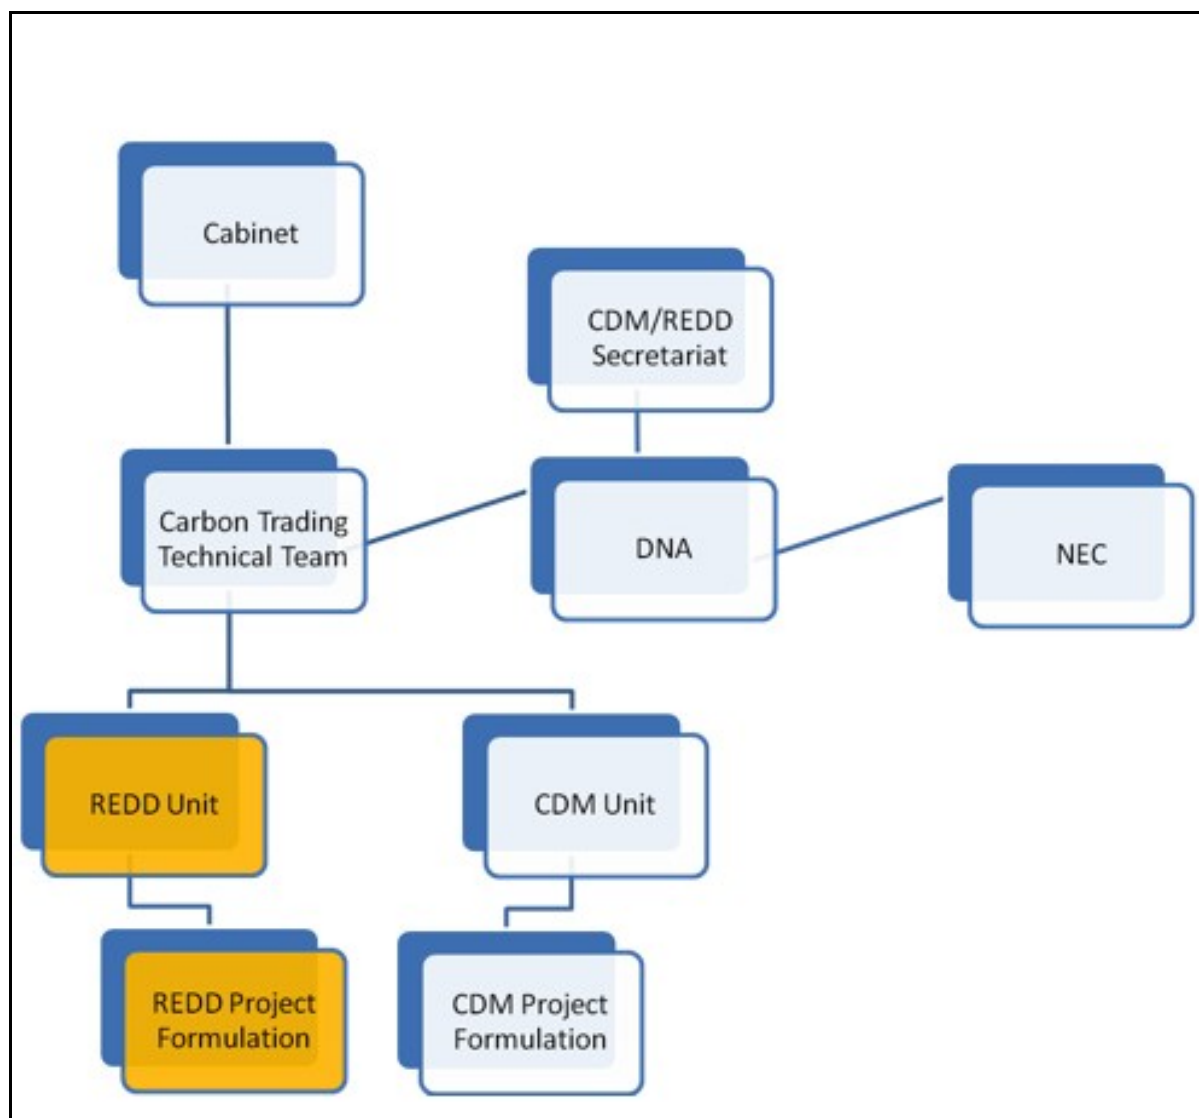 Cabinet
CDM/REDD
Secretariat
Carbon Trading
Technical Team
DNA
NEC
REDD Unit
CDM Unit
REDD Project
Formulation
CDM Project
Formulation